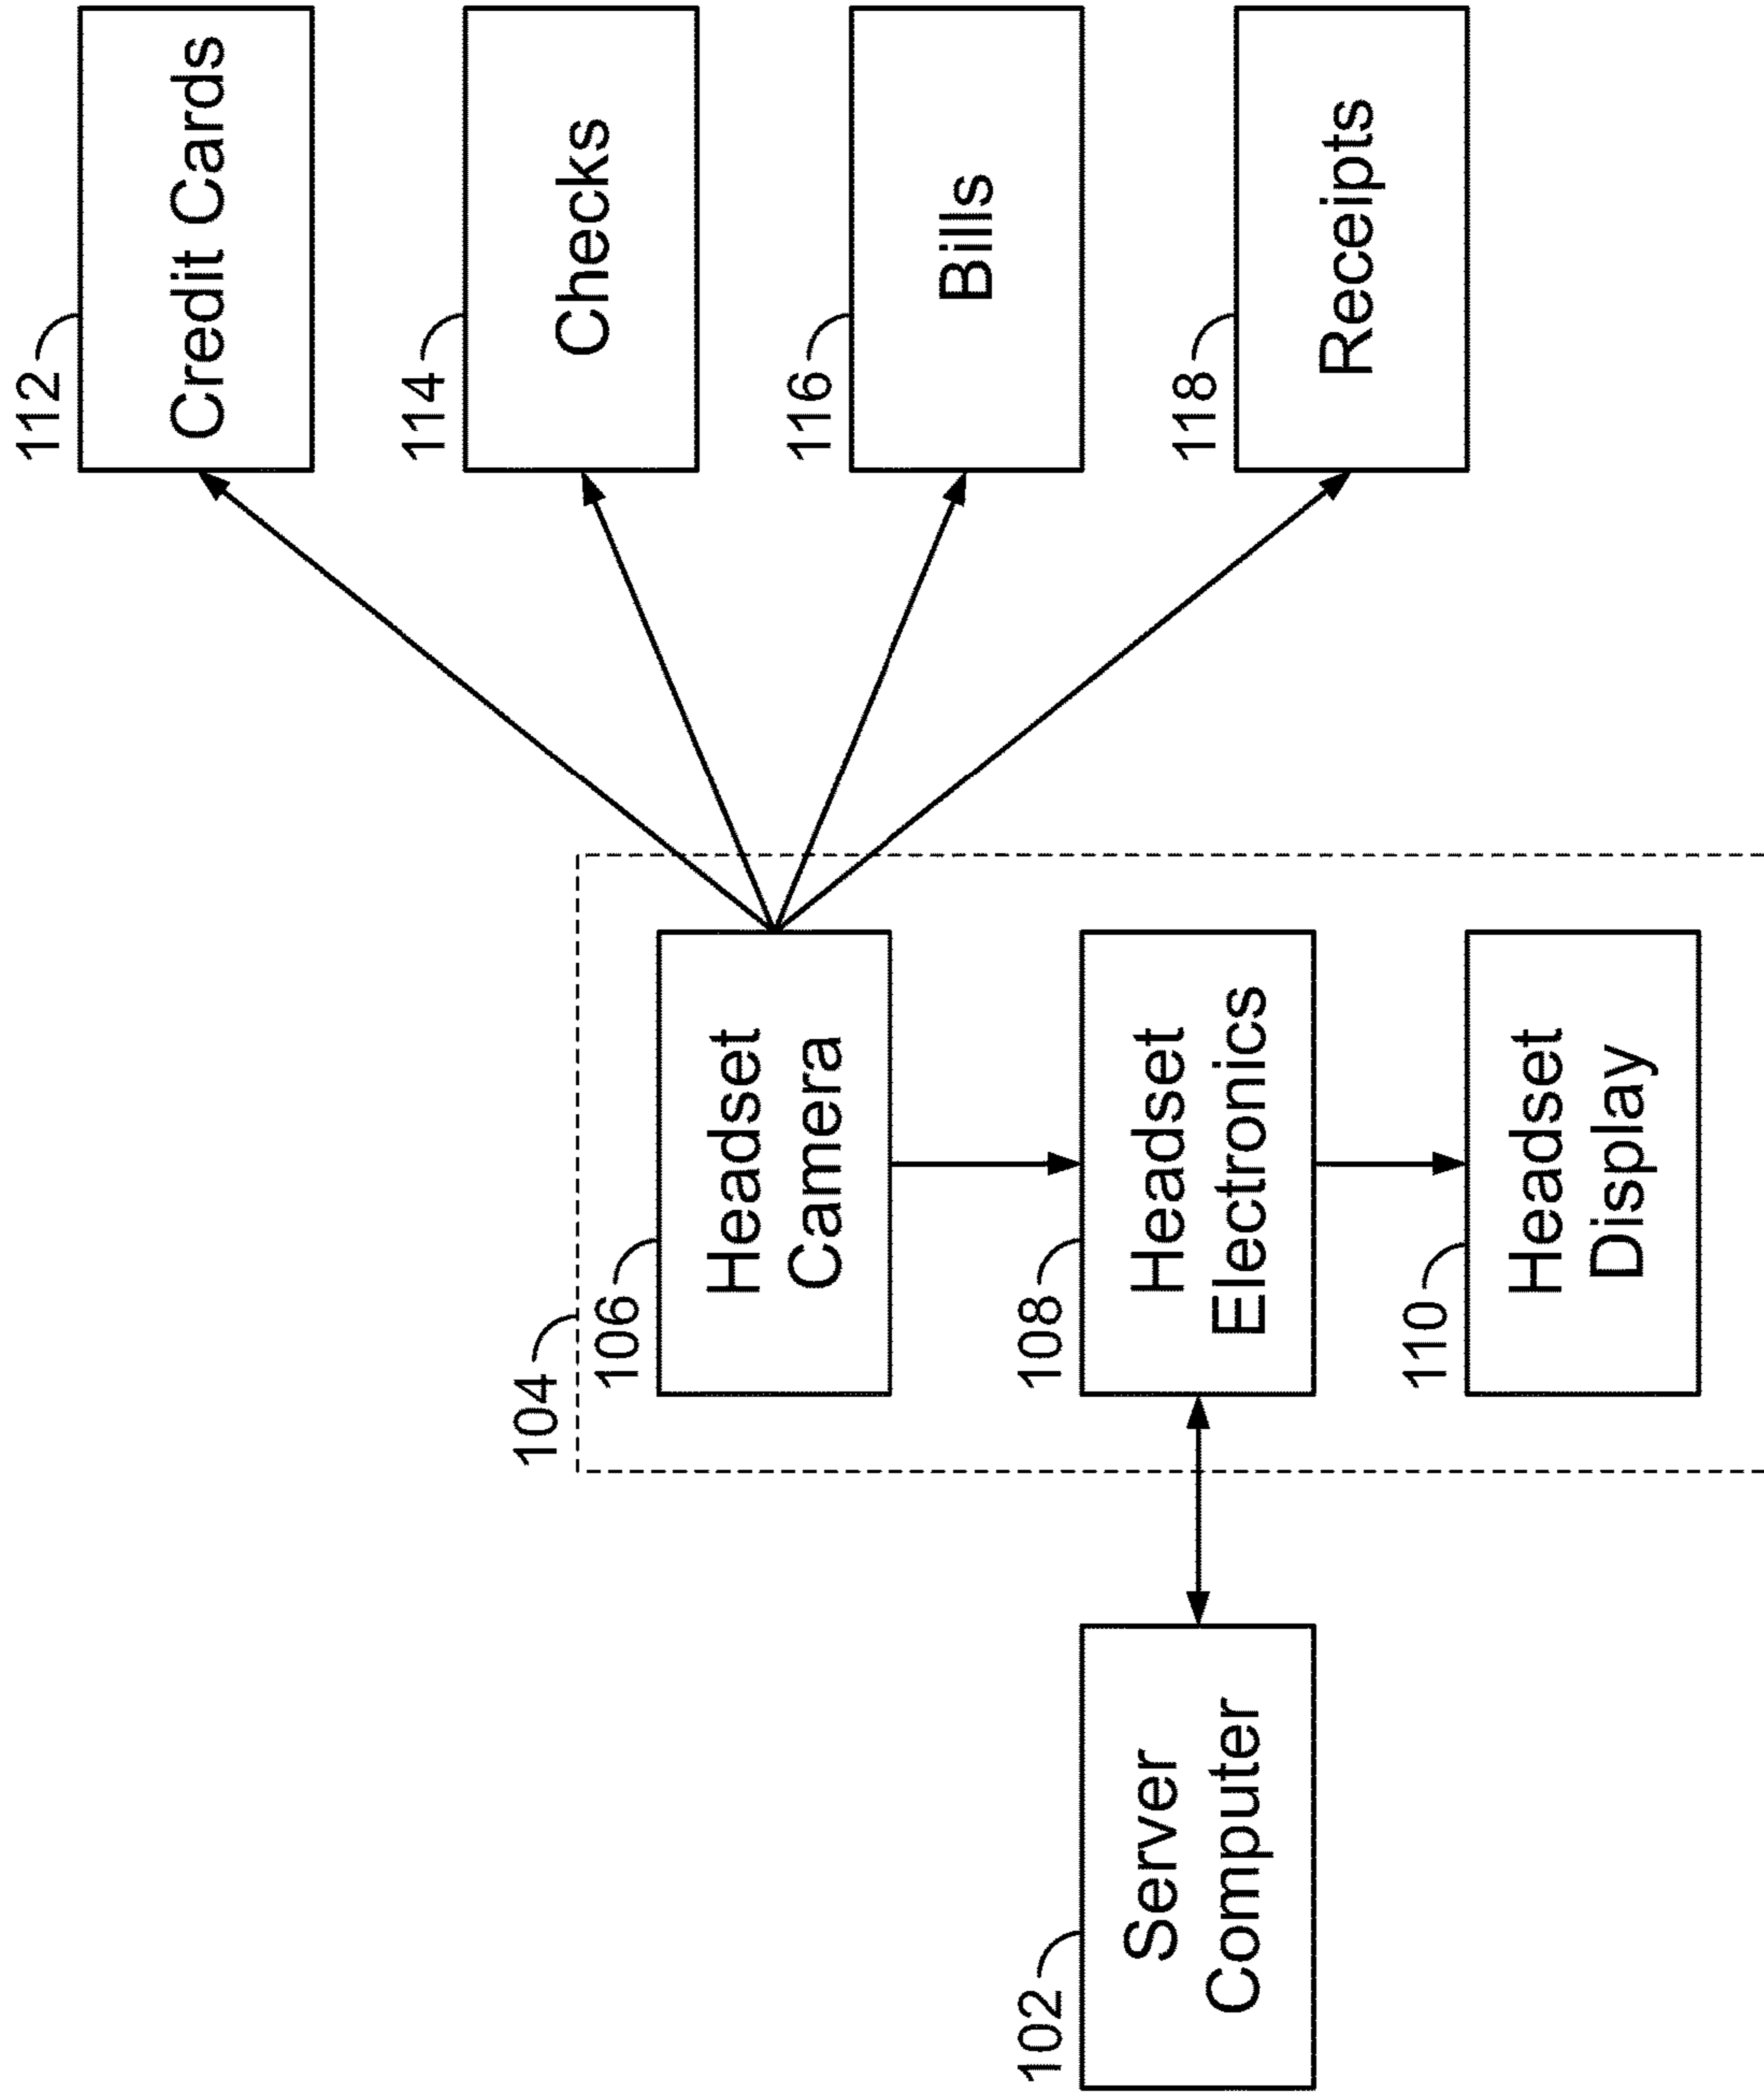 102
Server
Computer
104
106
Headset
Camera
108
Headset
Electronics
110
Headset
Display
112
Credit Cards
114
Checks
116
Bills
118
Receipts